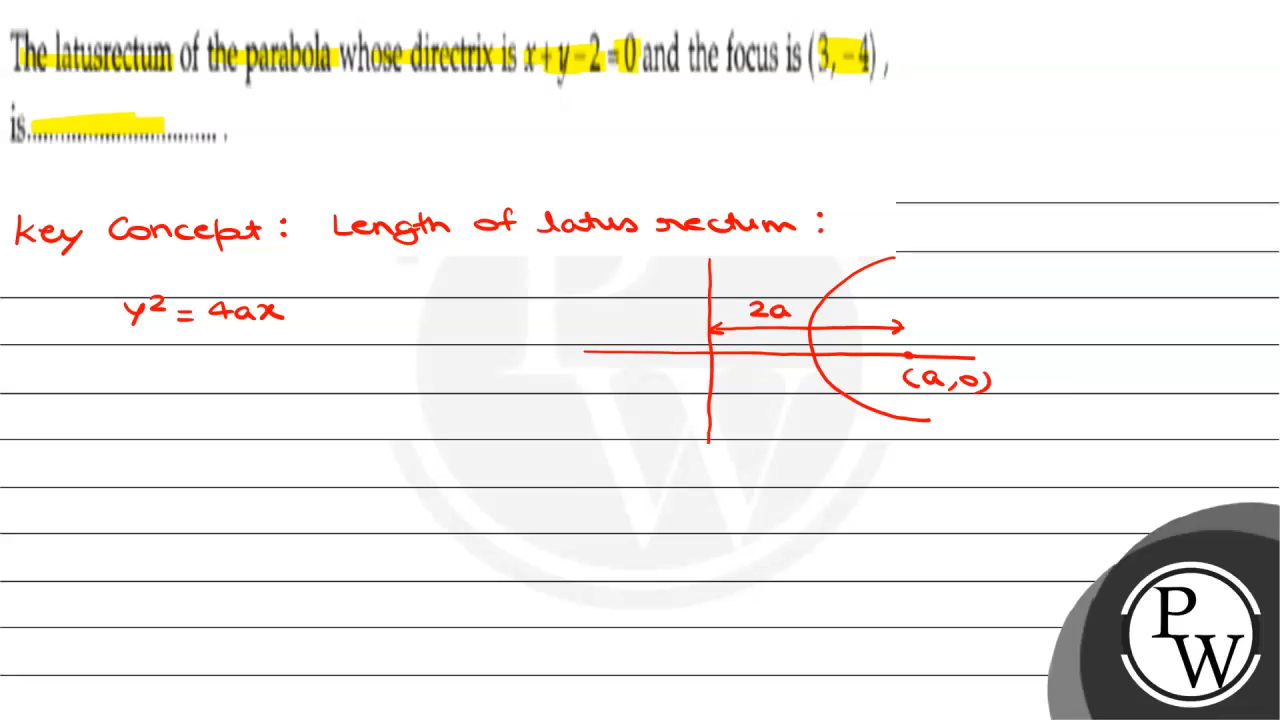 The latusrectum of the parabola whose directrix is x + y - 2 = 0 and the focus is (3, -4) ,
is................................ .
Key Concept: Length of latus rectum :
y² = 4ax
2a
(a,0)
P
W